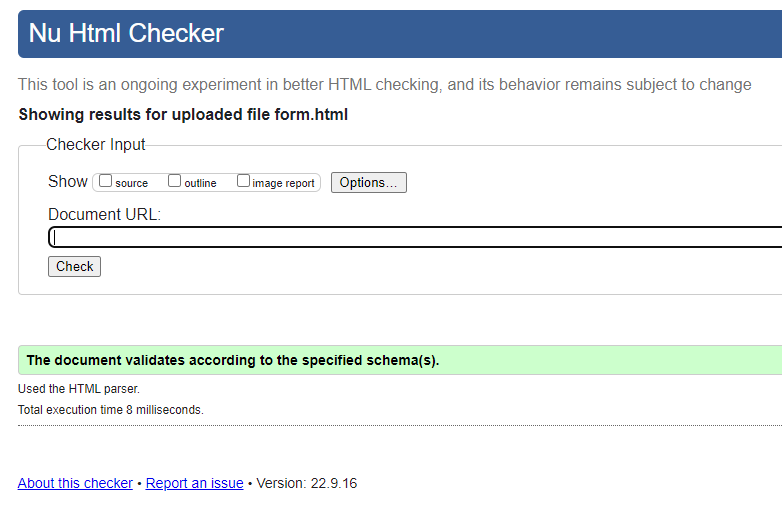 Nu Html Checker
This tool is an ongoing experiment in better HTML checking, and its behavior remains subject to change
Showing results for uploaded file form.html
Checker Input
Show source outline image report Options...
Document URL:
Check
The document validates according to the specified schema(s).
Used the HTML parser.
Total execution time 8 milliseconds.
About this checker • Report an issue • Version: 22.9.16